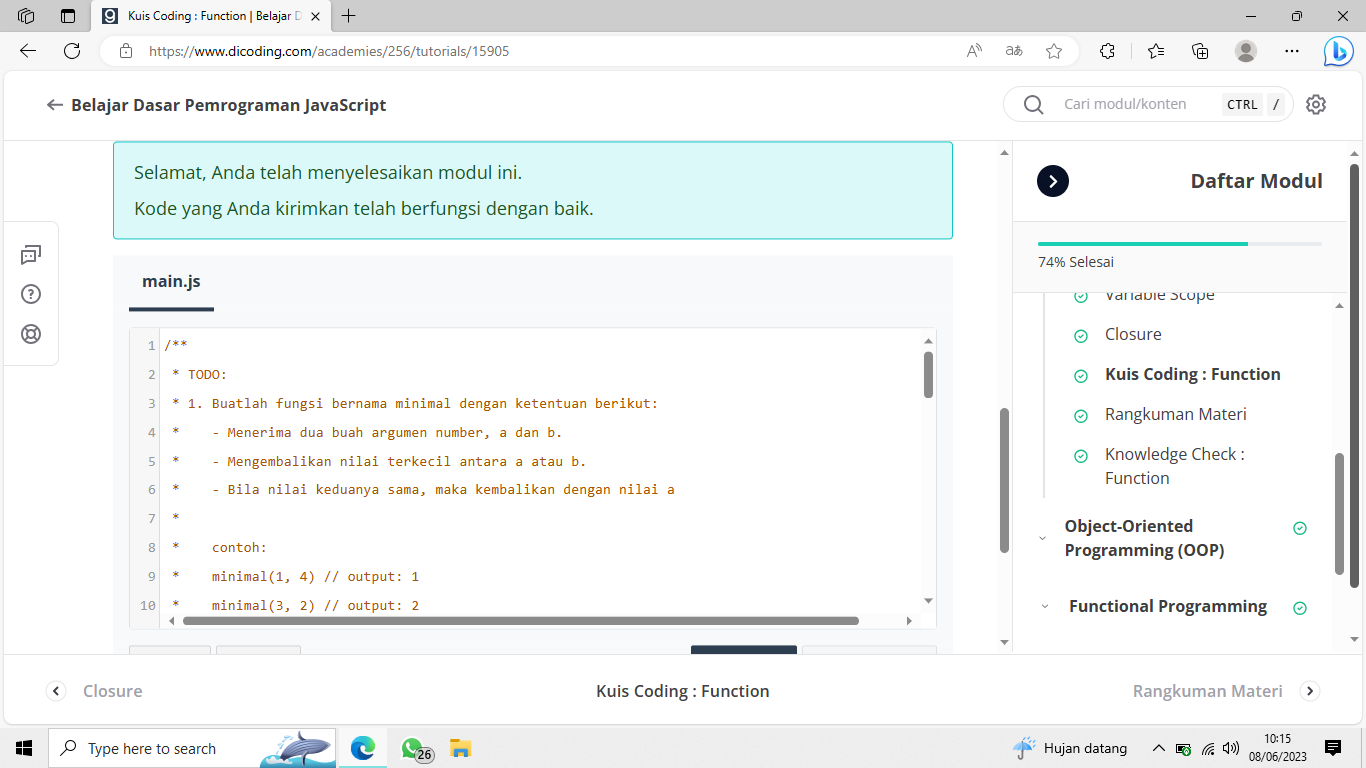 Kuis Coding : Function | Belajar D
https://www.dicoding.com/academies/256/tutorials/15905
Belajar Dasar Pemrograman JavaScript
Cari modul/konten
CTRL /
Selamat, Anda telah menyelesaikan modul ini.
Kode yang Anda kirimkan telah berfungsi dengan baik.
main.js
1 /**
2 * TODO:
3 * 1. Buatlah fungsi bernama minimal dengan ketentuan berikut:
4 * - Menerima dua buah argumen number, a dan b.
5 * - Mengembalikan nilai terkecil antara a atau b.
6 * - Bila nilai keduanya sama, maka kembalikan dengan nilai a
7 *
8 * contoh:
9 * minimal(1, 4) // output: 1
10 * minimal(3, 2) // output: 2
Daftar Modul
74% Selesai
Variable Scope
Closure
Kuis Coding : Function
Rangkuman Materi
Knowledge Check :
Function
Object-Oriented
Programming (OOP)
Functional Programming
Closure
Kuis Coding : Function
Rangkuman Materi
Type here to search
26
Hujan datang
10:15
08/06/2023